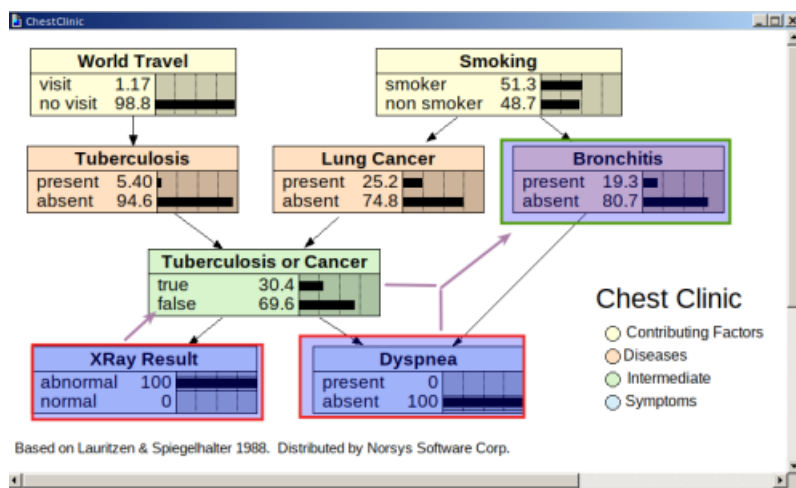 ChestClinic
World Travel
visit 1.17
no visit 98.8
Smoking
smoker 51.3
non smoker 48.7
Tuberculosis
present 5.40
absent 94.6
Lung Cancer
present 25.2
absent 74.8
Bronchitis
present 19.3
absent 80.7
Tuberculosis or Cancer
true 30.4
false 69.6
XRay Result
abnormal 100
normal 0
Dyspnea
present 0
absent 100
Chest Clinic
Contributing Factors
Diseases
Intermediate
Symptoms
Based on Lauritzen & Spiegelhalter 1988. Distributed by Norsys Software Corp.